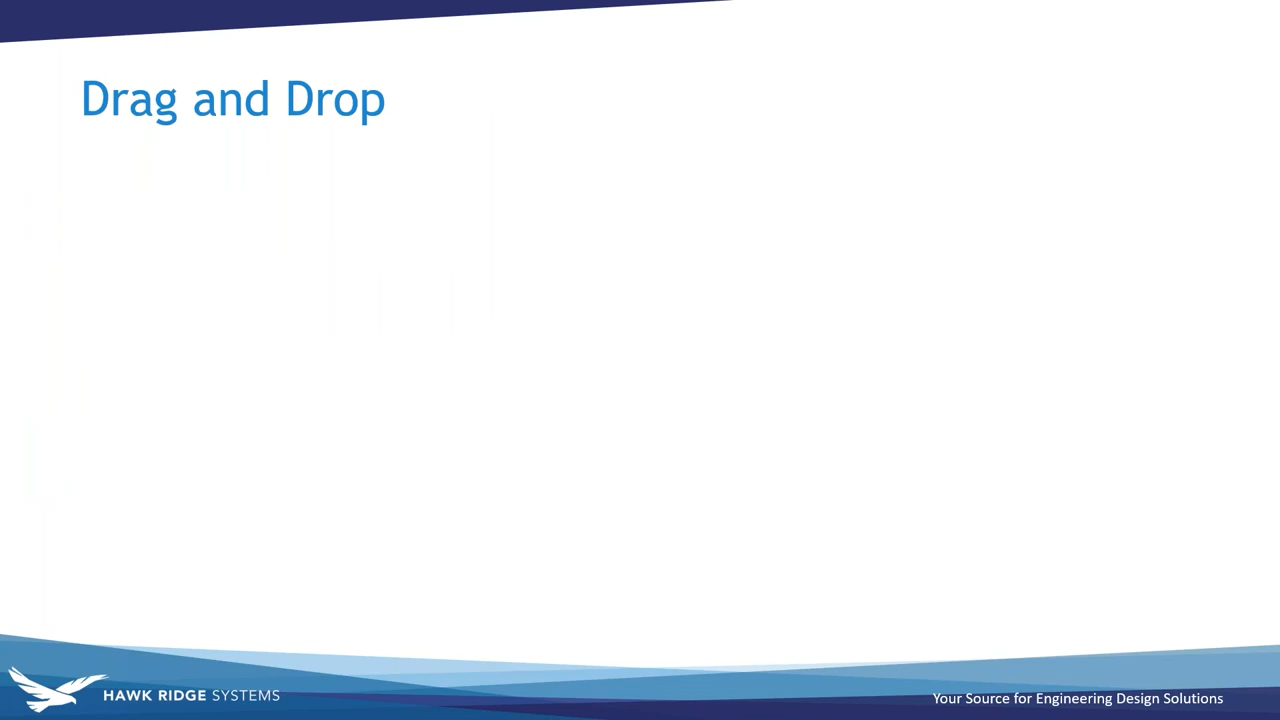 Drag and Drop
HAWK RIDGE SYSTEMS
Your Source for Engineering Design Solutions